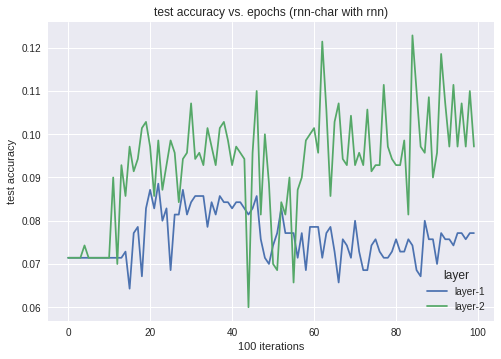 test accuracy vs. epochs (rnn-char with rnn)
0.12
0.11
0.10
0.09
0.08
0.07
0.06
test accuracy
layer
layer-1
layer-2
0 20 40 60 80 100
100 iterations